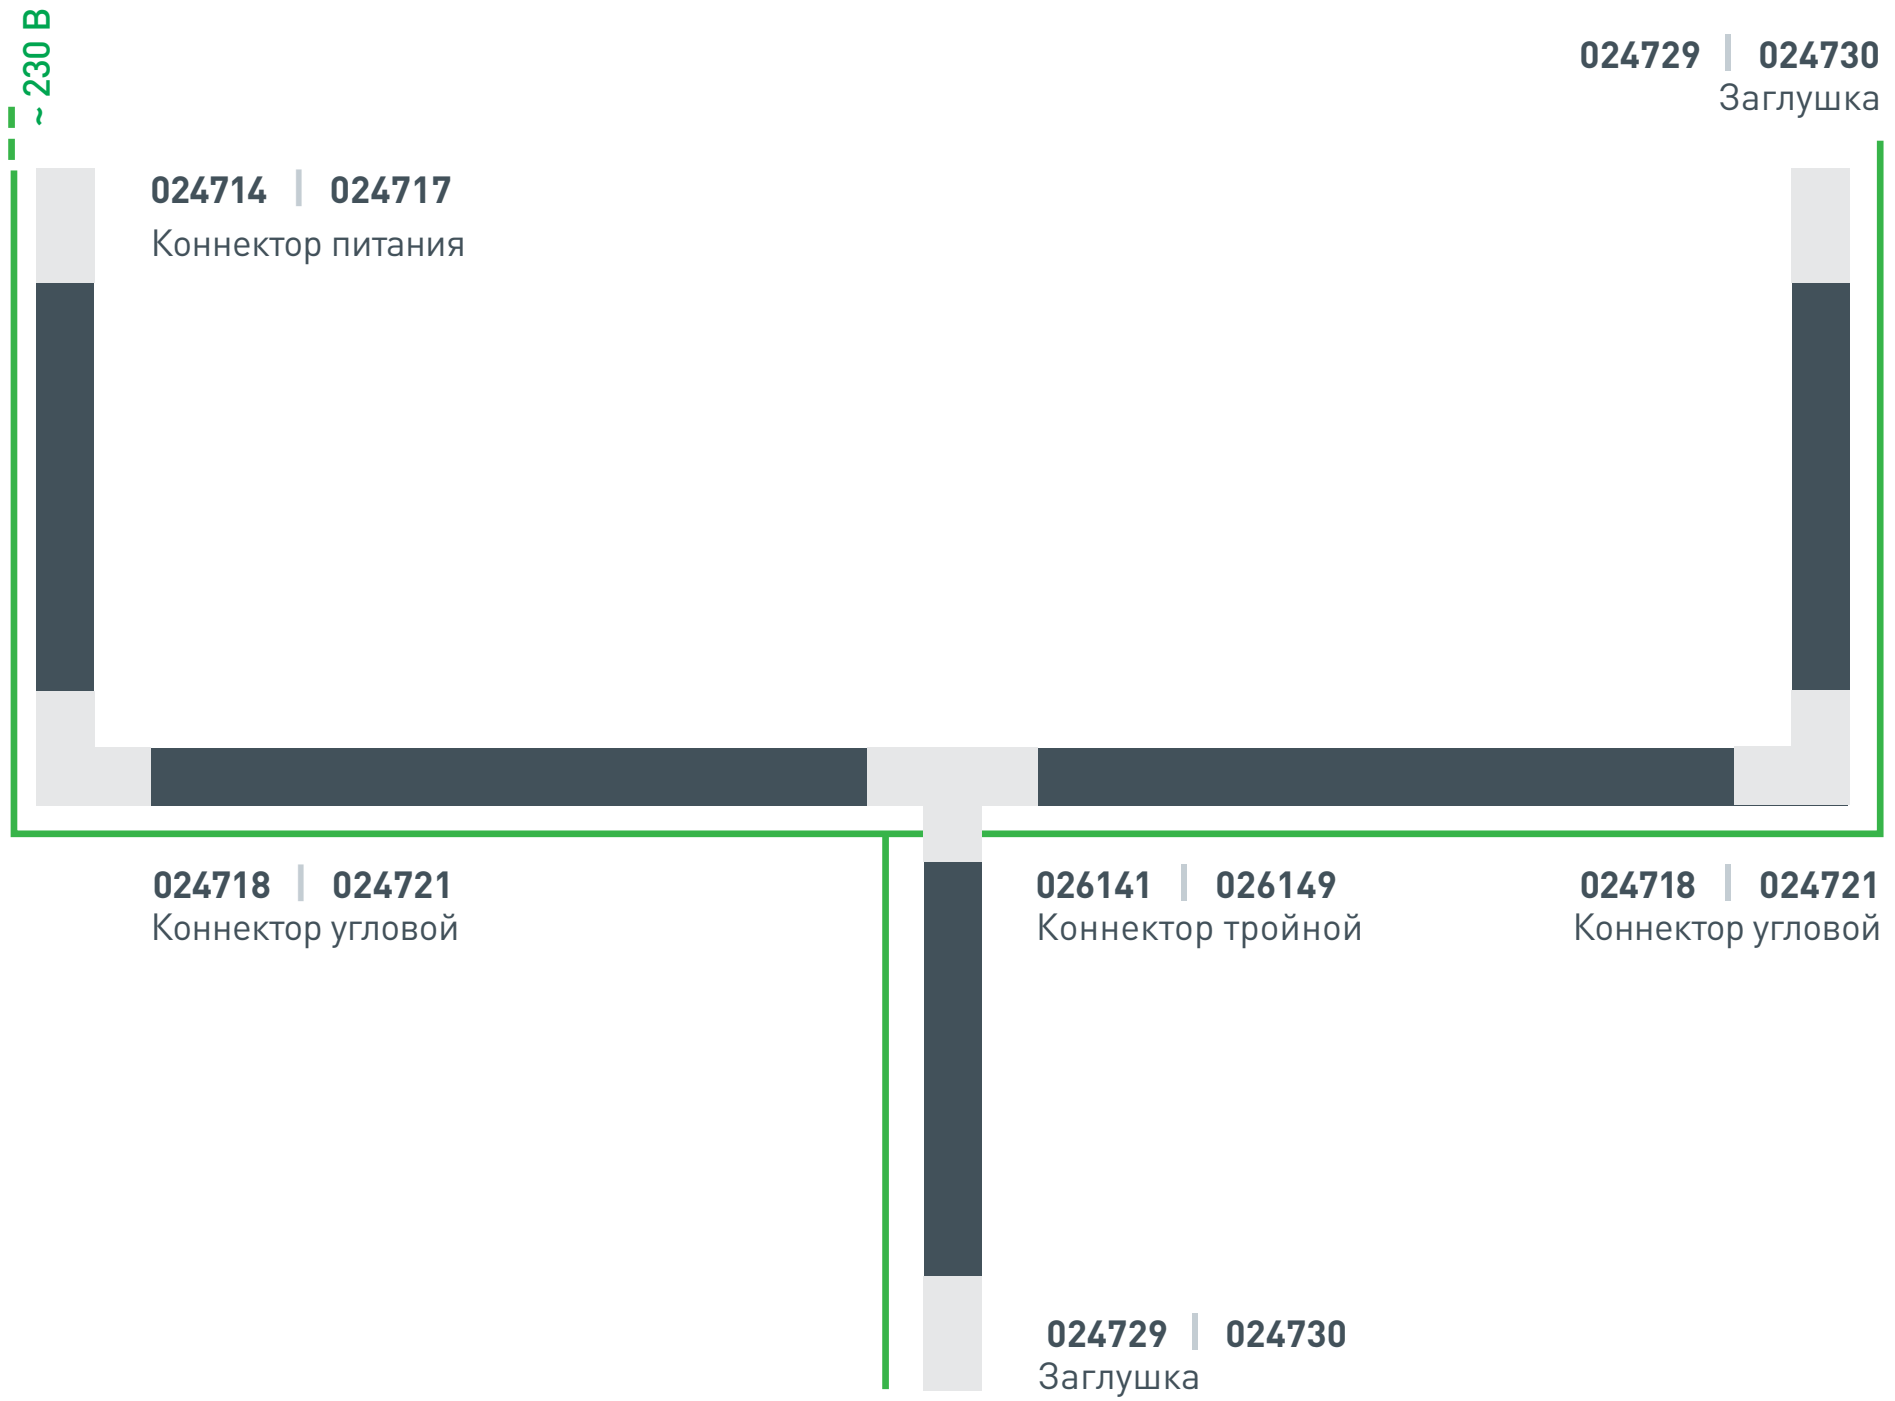 ~ 230 В
024729 | 024730
Заглушка
024714 | 024717
Коннектор питания
024718 | 024721
Коннектор угловой
026141 | 026149
Коннектор тройной
024718 | 024721
Коннектор угловой
024729 | 024730
Заглушка